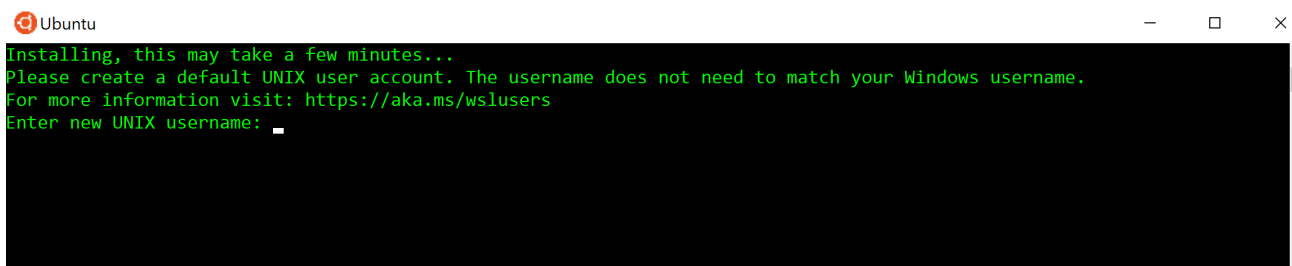 Ubuntu
Installing, this may take a few minutes...
Please create a default UNIX user account. The username does not need to match your Windows username.
For more information visit: https://aka.ms/wslusers
Enter new UNIX username: